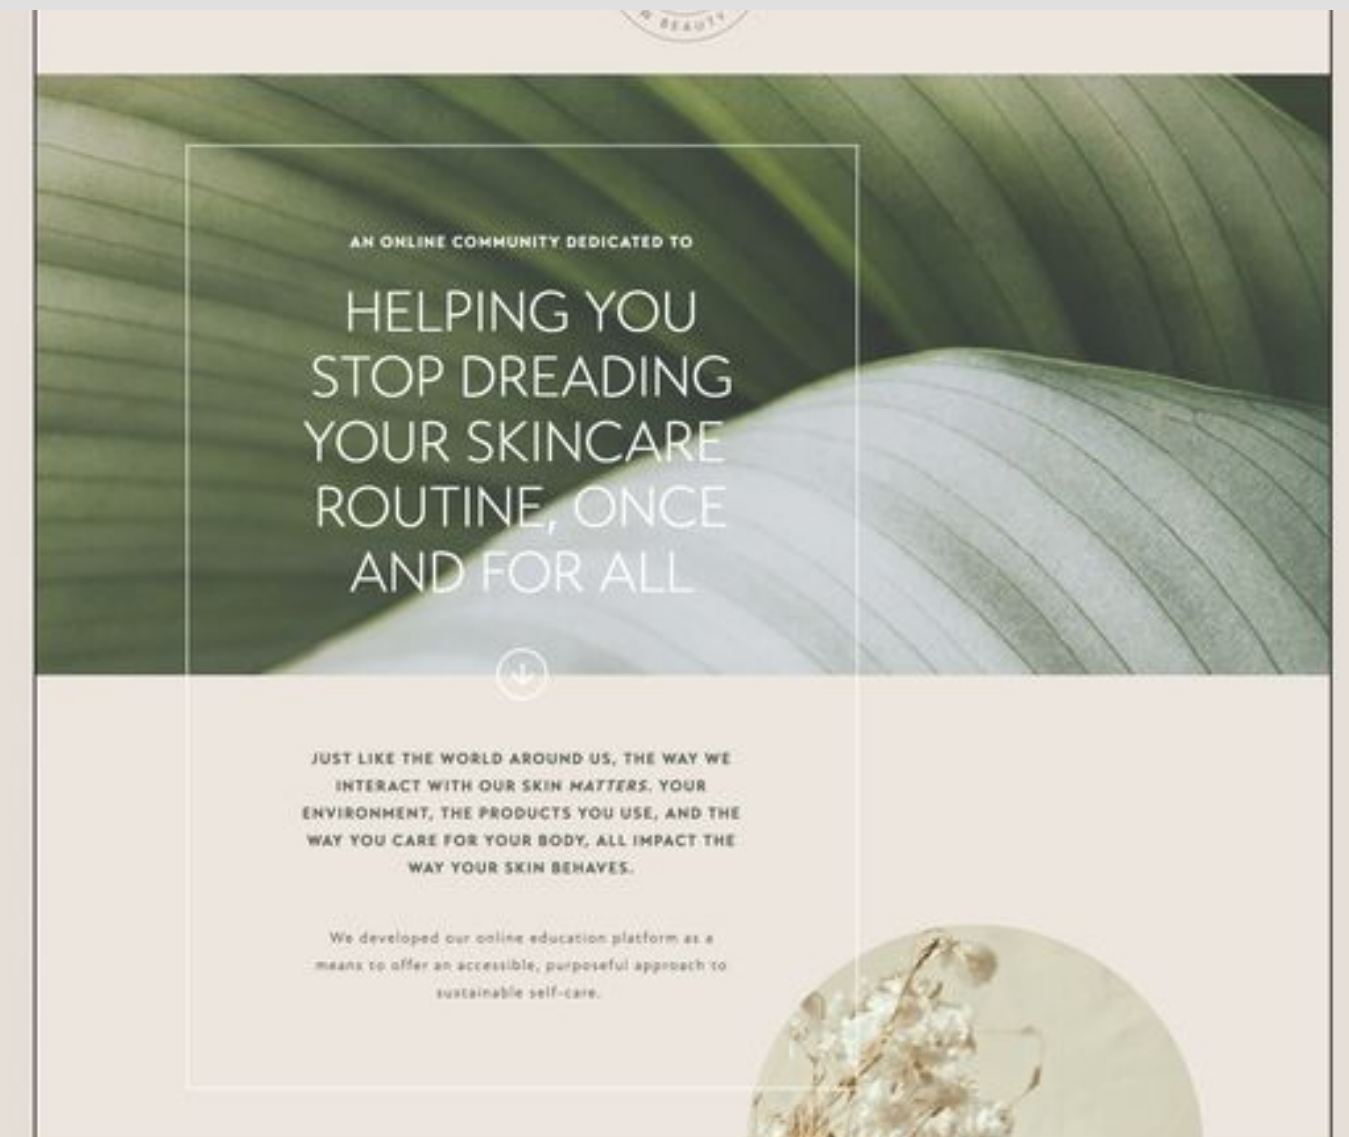 BEAUTY
AN ONLINE COMMUNITY DEDICATED TO
HELPING YOU
STOP DREADING
YOUR SKINCARE
ROUTINE, ONCE
AND FOR ALL
JUST LIKE THE WORLD AROUND US, THE WAY WE
INTERACT WITH OUR SKIN MATTERS. YOUR
ENVIRONMENT, THE PRODUCTS YOU USE, AND THE
WAY YOU CARE FOR YOUR BODY, ALL IMPACT THE
WAY YOUR SKIN BEHAVES.
We developed our online education platform as a
means to offer an accessible, purposeful approach to
sustainable self-care.